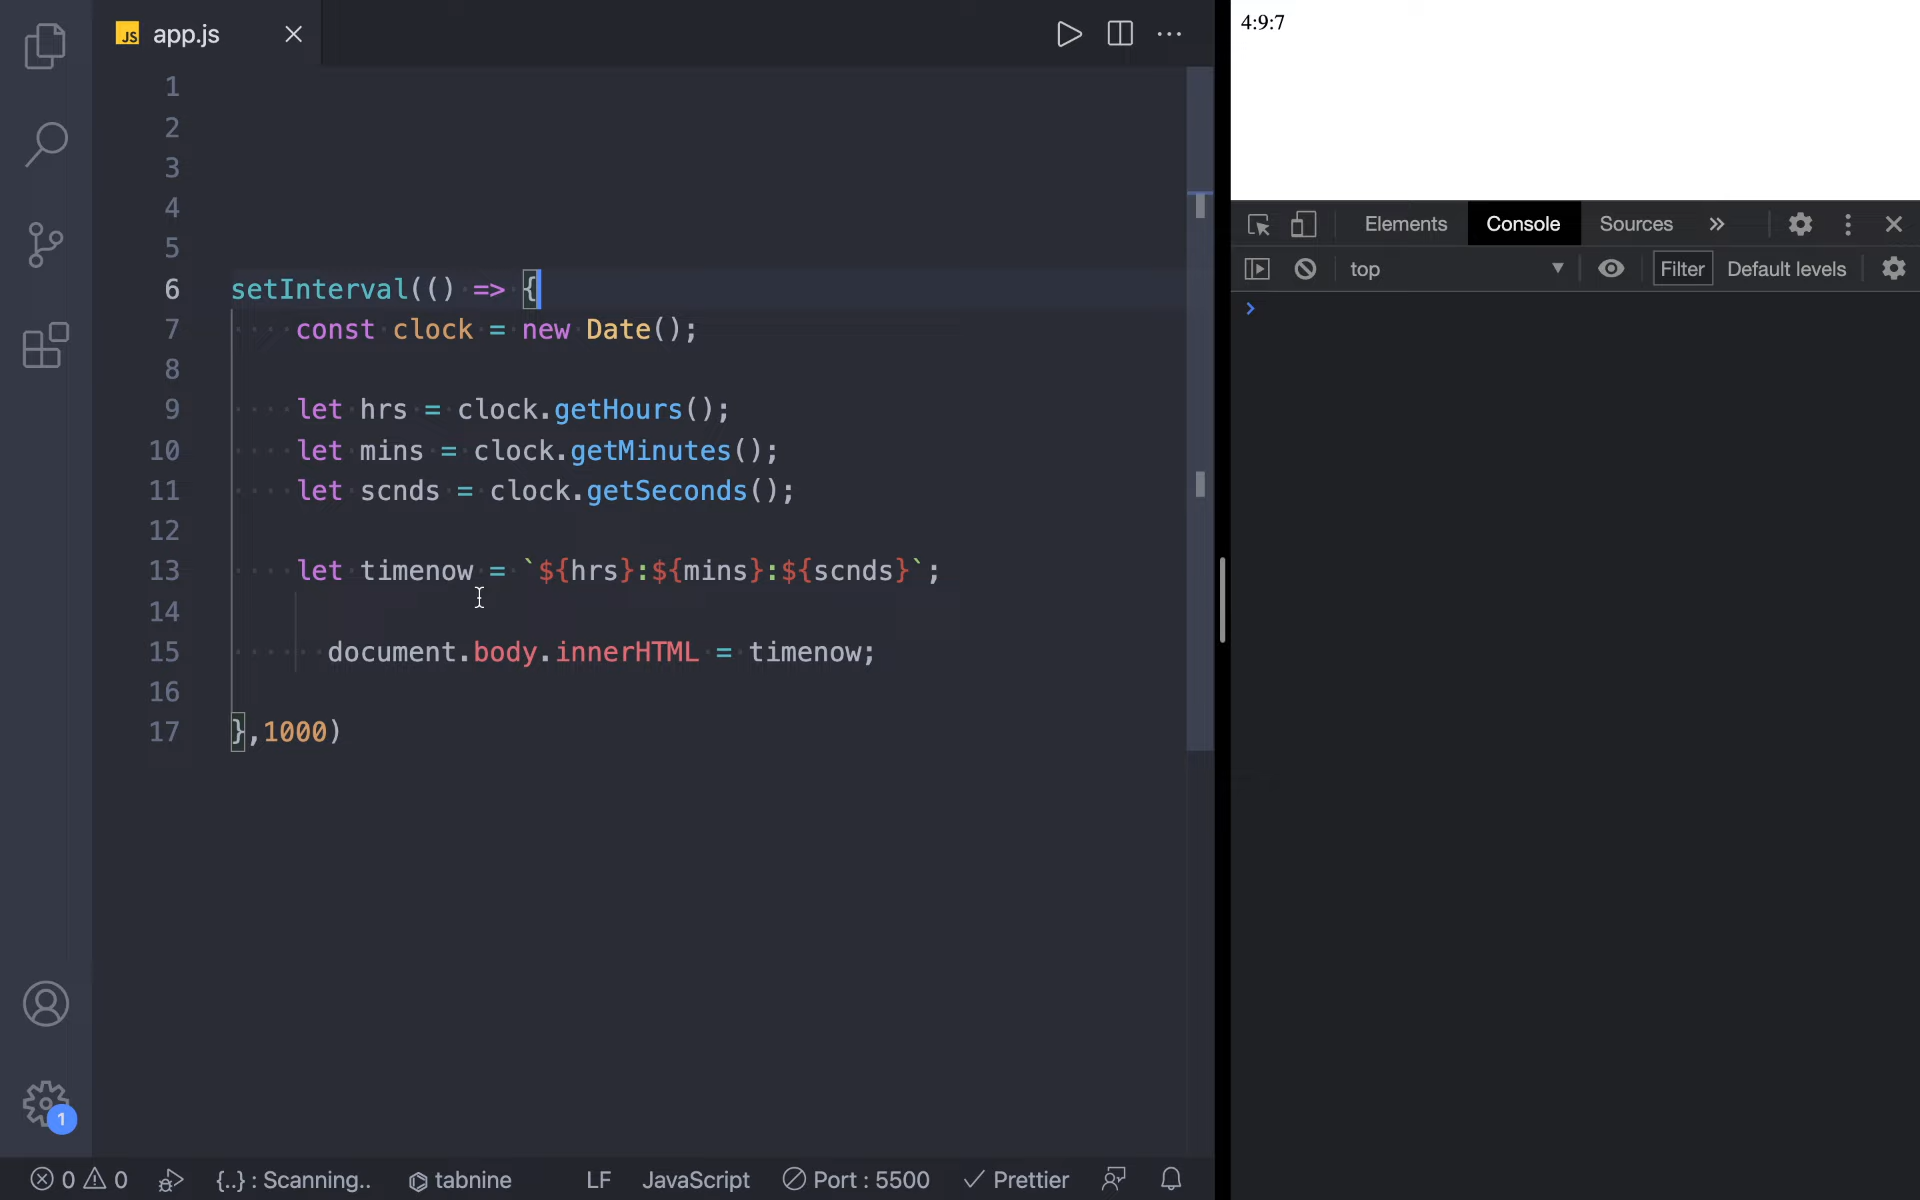 JS app.js
4:9:7
1
2
3
4
5
6 setInterval(() => {
7 const clock = new Date();
8
9 let hrs = clock.getHours();
10 let mins = clock.getMinutes();
11 let scnds = clock.getSeconds();
12
13 let timenow = `${hrs}:${mins}:${scnds}`;
14
15 document.body.innerHTML = timenow;
16
17 },1000)
Elements Console Sources »
top Filter Default levels
1
0 0 {..} : Scanning.. tabnine LF JavaScript Port : 5500 Prettier